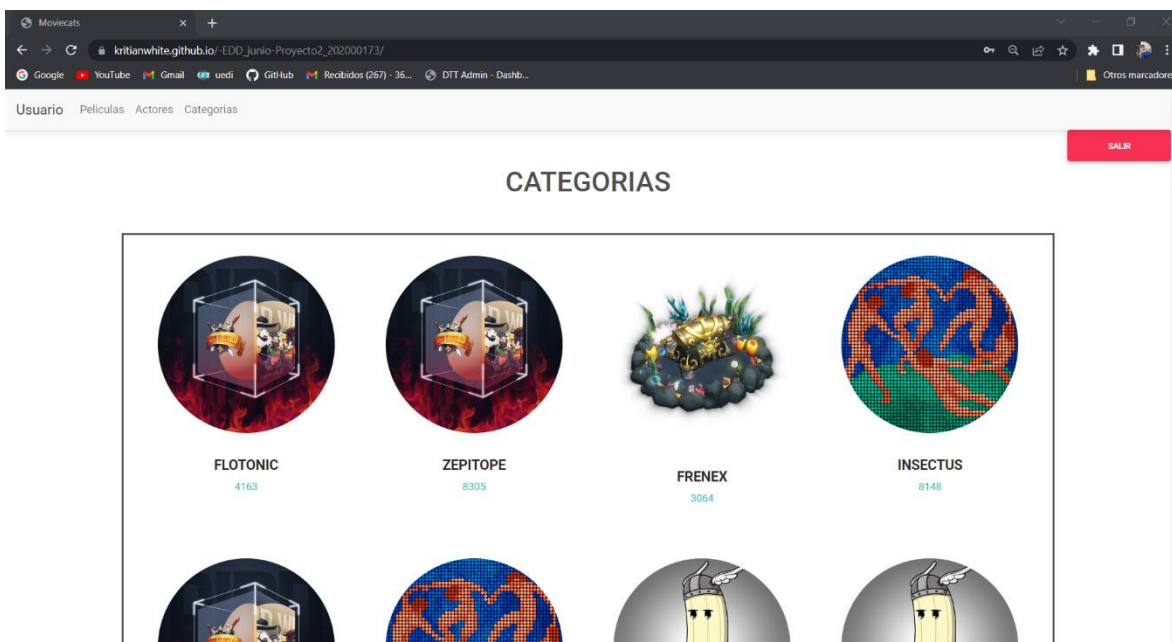 Moviecats
kritianwhite.github.io/-EDD_junio-Proyecto2_202000173/
Google YouTube Gmail uedi GitHub Recibidos (267) - 36... DTT Admin - Dashb... Otros marcadore
Usuario Peliculas Actores Categorias
SALIR
CATEGORIAS
FLOTONIC ZEPITOPE FRENEX INSECTUS
4163 8305 3064 8148